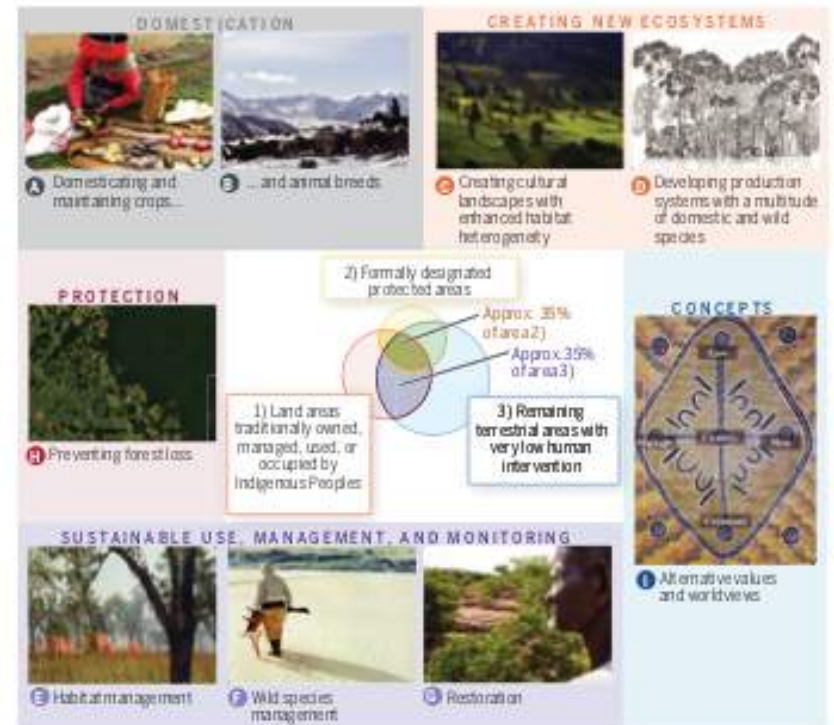 DOMESTICATION
A Domesticating and
maintaining crops...
B ... and animal breeds
CREATING NEW ECOSYSTEMS
C Creating cultural
landscapes with
enhanced habitat
heterogeneity
D Developing production
systems with a multitude
of domestic and wild
species
PROTECTION
H Preventing forest loss
2) Formally designated
protected areas
Approx. 35%
of area 2)
Approx. 35%
of area 3)
1) Land areas
traditionally owned,
managed, used, or
occupied by
Indigenous Peoples
3) Remaining
terrestrial areas with
very low human
intervention
CONCEPTS
I Alternative values
and worldviews
SUSTAINABLE USE, MANAGEMENT, AND MONITORING
E Habitat management
F Wild species
management
G Restoration